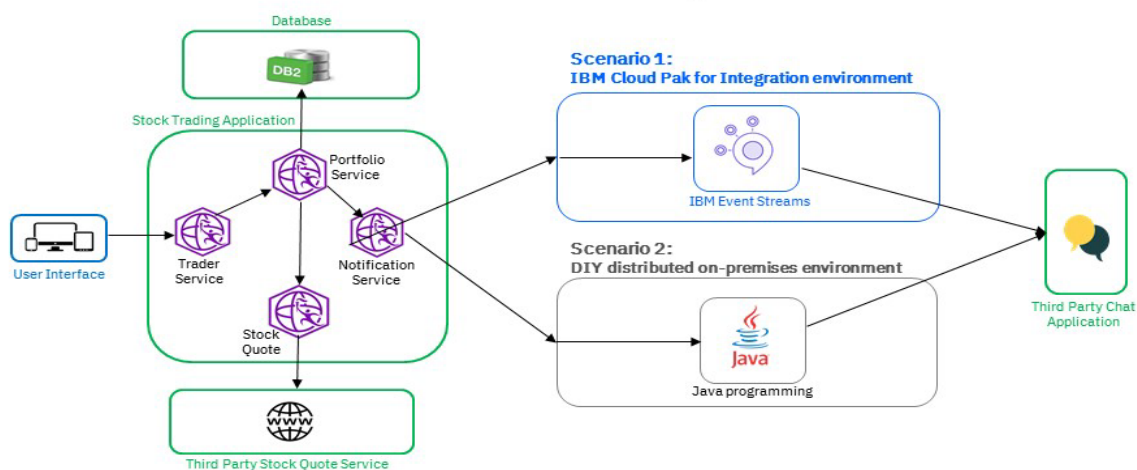 Database
DB2
Stock Trading Application
Portfolio
Service
Trader
Service
Notification
Service
Stock
Quote
User Interface
WWW
Third Party Stock Quote Service
Scenario 1:
IBM Cloud Pak for Integration environment
IBM Event Streams
Scenario 2:
DIY distributed on-premises environment
Java
Java programming
Third Party Chat
Application